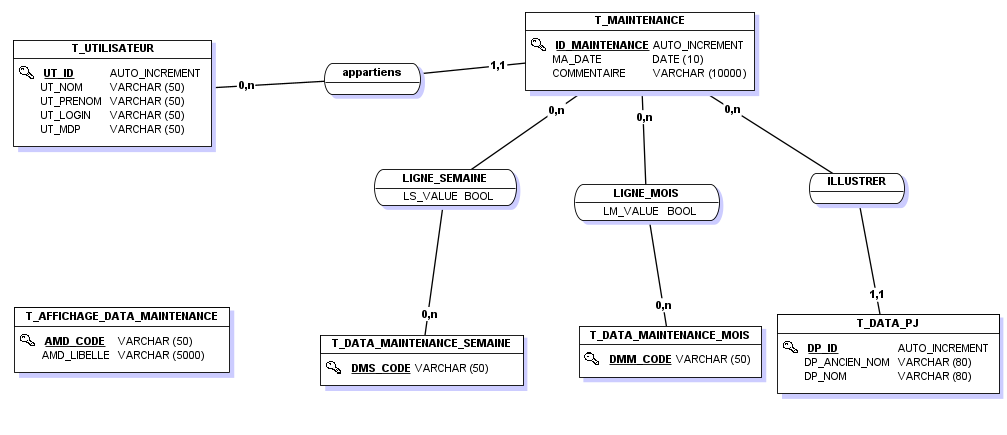 T_MAINTENANCE
ID_MAINTENANCE AUTO_INCREMENT
MA_DATE DATE (10)
COMMENTAIRE VARCHAR (10000)
T_UTILISATEUR
UT_ID AUTO_INCREMENT
UT_NOM VARCHAR (50)
UT_PRENOM VARCHAR (50)
UT_LOGIN VARCHAR (50)
UT_MDP VARCHAR (50)
0,n
appartiens
1,1
0,n
0,n
0,n
LIGNE_SEMAINE
LS_VALUE BOOL
LIGNE_MOIS
LM_VALUE BOOL
ILLUSTRER
0,n
0,n
1,1
T_AFFICHAGE_DATA_MAINTENANCE
AMD_CODE VARCHAR (50)
AMD_LIBELLE VARCHAR (5000)
T_DATA_MAINTENANCE_SEMAINE
DMS_CODE VARCHAR (50)
T_DATA_MAINTENANCE_MOIS
DMM_CODE VARCHAR (50)
T_DATA_PJ
DP_ID AUTO_INCREMENT
DP_ANCIEN_NOM VARCHAR (80)
DP_NOM VARCHAR (80)